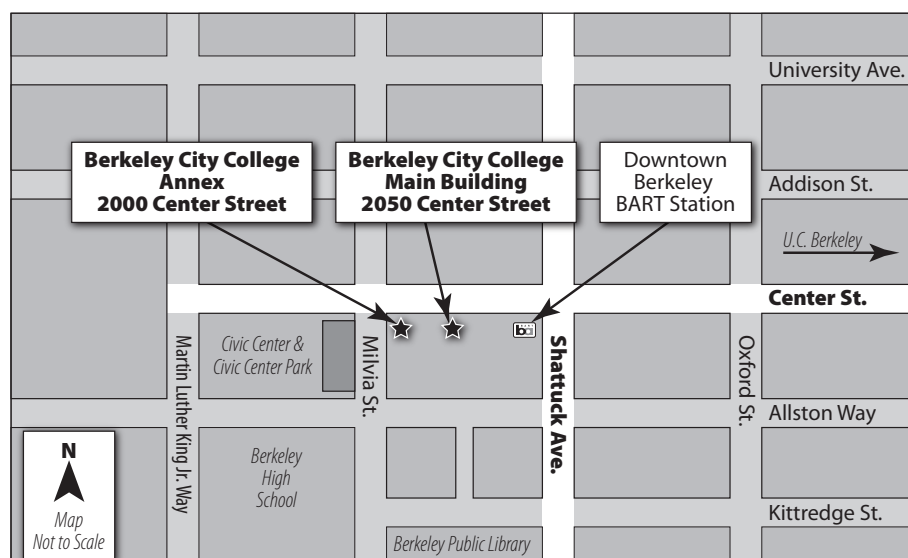 University Ave.
Berkeley City College
Annex
2000 Center Street
Berkeley City College
Main Building
2050 Center Street
Downtown
Berkeley
BART Station
Addison St.
U.C. Berkeley
Center St.
Civic Center &
Civic Center Park
Martin Luther King Jr. Way
Milvia St.
Shattuck Ave.
Oxford St.
Allston Way
N
Map
Not to Scale
Berkeley
High
School
Kittredge St.
Berkeley Public Library